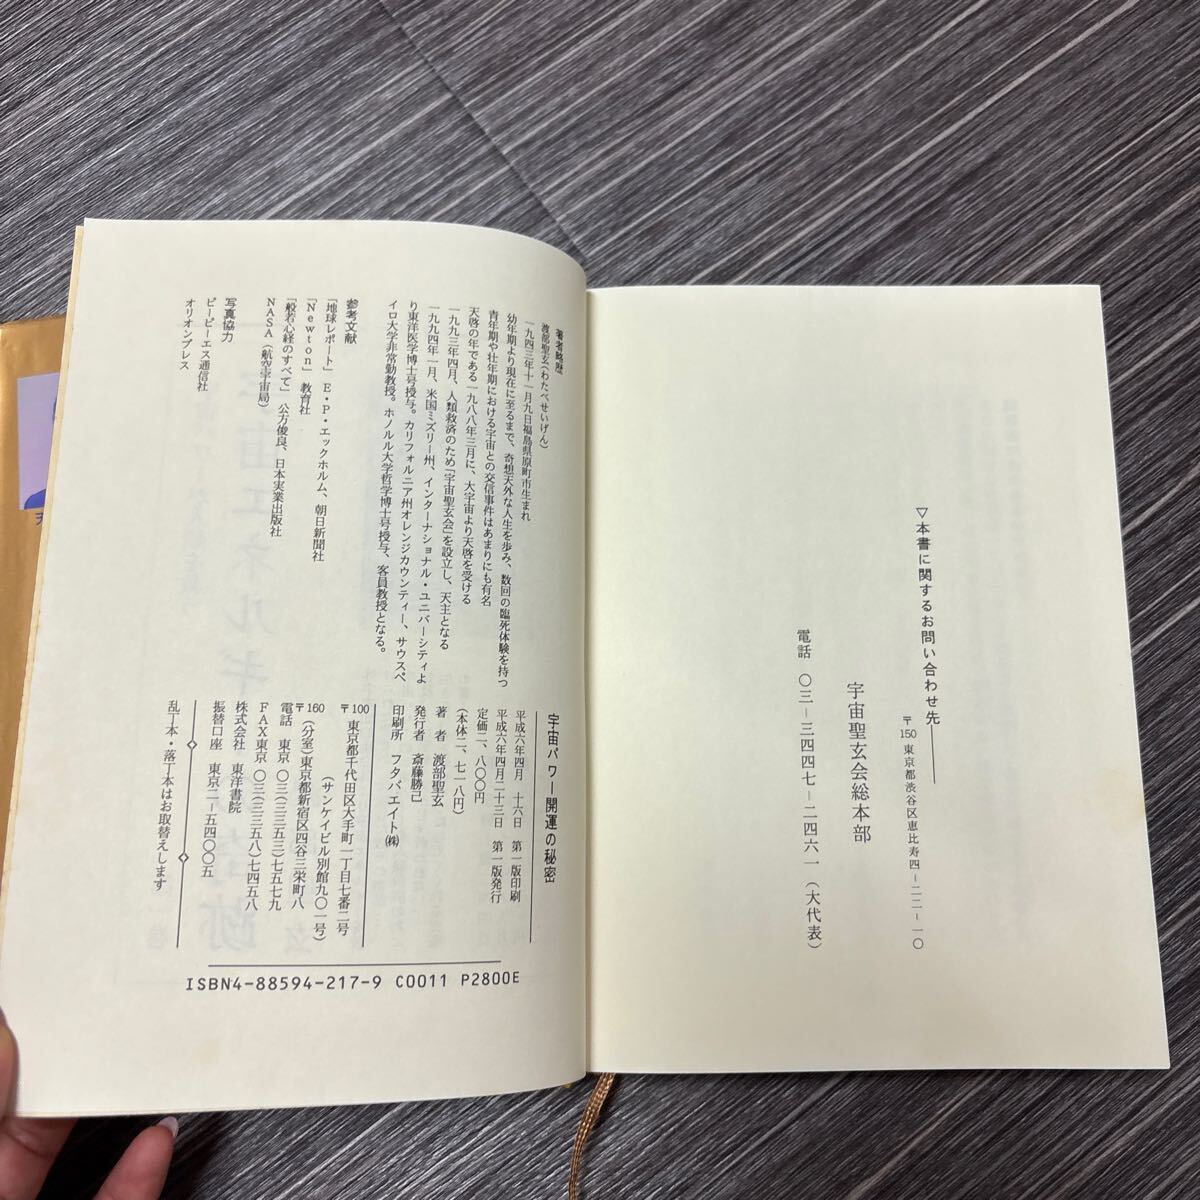 ▽本書に関するお問い合わせ先
〒150 東京都渋谷区恵比寿四-二二-一〇
宇宙聖玄会総本部
電話 〇三-三四四七-二四六一(大代表)
著者略歴
渡部聖玄(わたべせいげん)
一九四三年十一月九日福島県原町市生まれ
幼年期より現在に至るまで、奇想天外な人生を歩み、数回の臨死体験を持つ
青年期や壮年期における宇宙との交信事件はあまりにも有名
天啓の年である一九八八年三月に、大宇宙より天啓を受ける
一九九三年四月、人類救済のため「宇宙聖玄会」を設立し、天主となる
一九九四年一月、米国ミズリー州、インターナショナル・ユニバーシティよ
り東洋医学博士号授与。カリフォルニア州オレンジカウンティー、サウスペ
イロ大学非常勤教授。ホノルル大学哲学博士号授与、客員教授となる。
参考文献
「地球レポート」 E・P・エックホルム、朝日新聞社
「Newton」 教育社
「般若心経のすべて」 公方俊良、日本実業出版社
NASA(航空宇宙局)
写真協力
ピーピーエス通信社
オリオンプレス
宇宙パワー開運の秘密
平成六年四月 十六日 第一版印刷
平成六年四月二十三日 第一版発行
定価二、八〇〇円
(本体二、七一八円)
著 者 渡部聖玄
発行者 斎藤勝己
印刷所 フタバエイト(株)
〒100 東京都千代田区大手町一丁目七番二号
(サンケイビル別館九〇一号)
〒160 (分室)東京都新宿区四谷三栄町八
電話 東京 〇三(三三五三)七五七九
FAX東京 〇三(三三五八)七四五八
株式会社 東洋書院
振替口座 東京二-五四〇〇五
乱丁本・落丁本はお取替えします
ISBN4-88594-217-9 C0011 P2800E